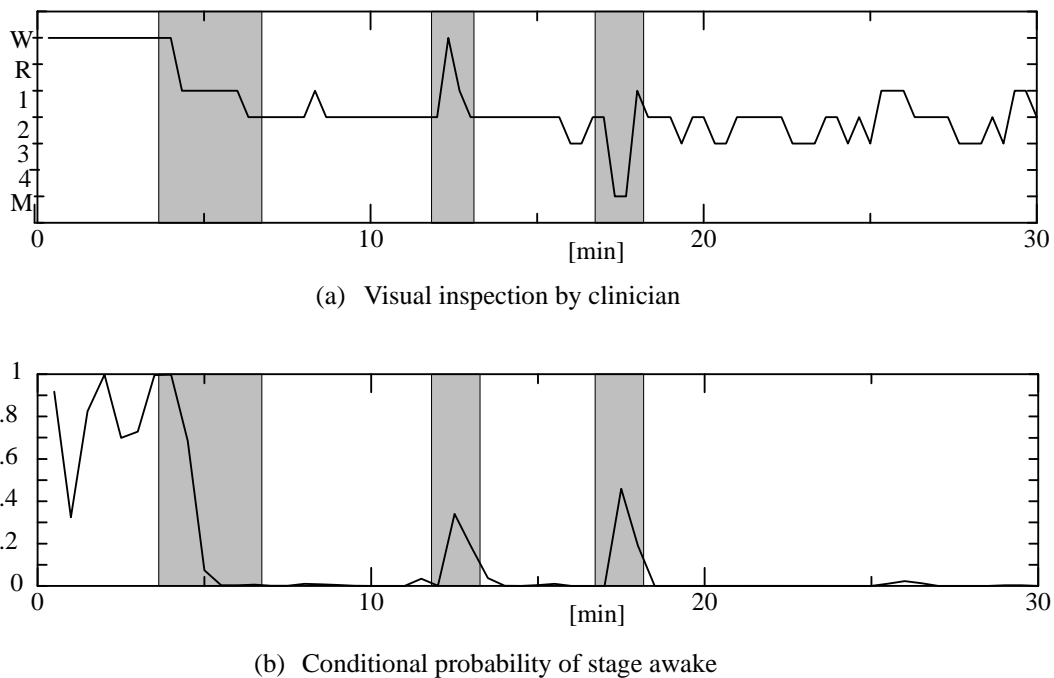 W
R
1
2
3
4
M
0 10 20 30
[min]
(a) Visual inspection by clinician
1
.8
.6
.4
.2
0
0 10 20 30
[min]
(b) Conditional probability of stage awake